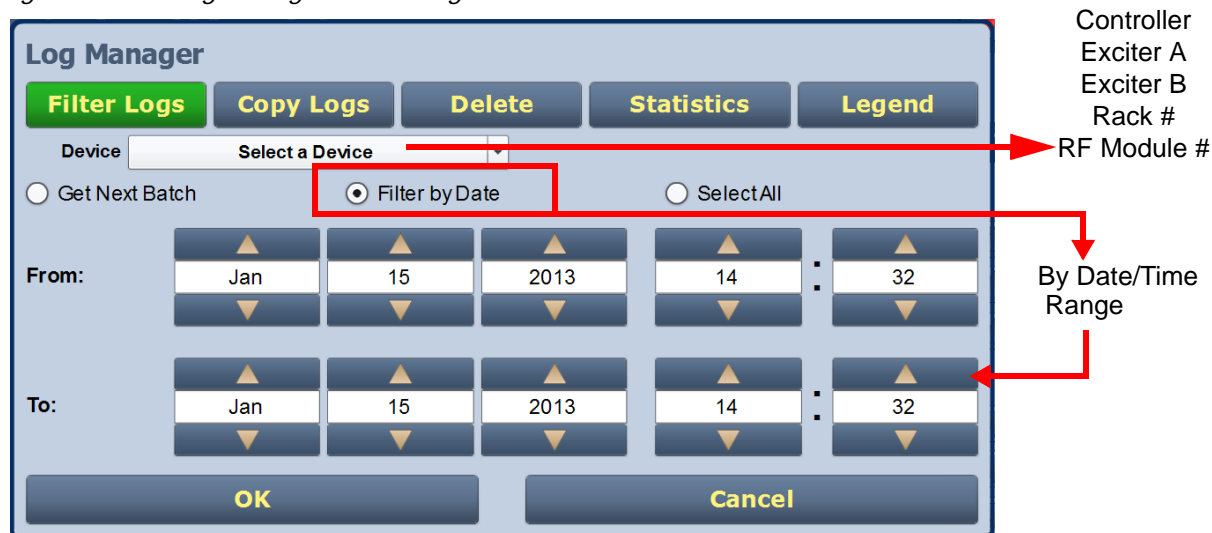 Log Manager
Filter Logs Copy Logs Delete Statistics Legend
Device Select a Device
Get Next Batch Filter by Date Select All
From: Jan 15 2013 14 : 32
To: Jan 15 2013 14 : 32
OK Cancel
Controller
Exciter A
Exciter B
Rack #
RF Module #
By Date/Time
Range